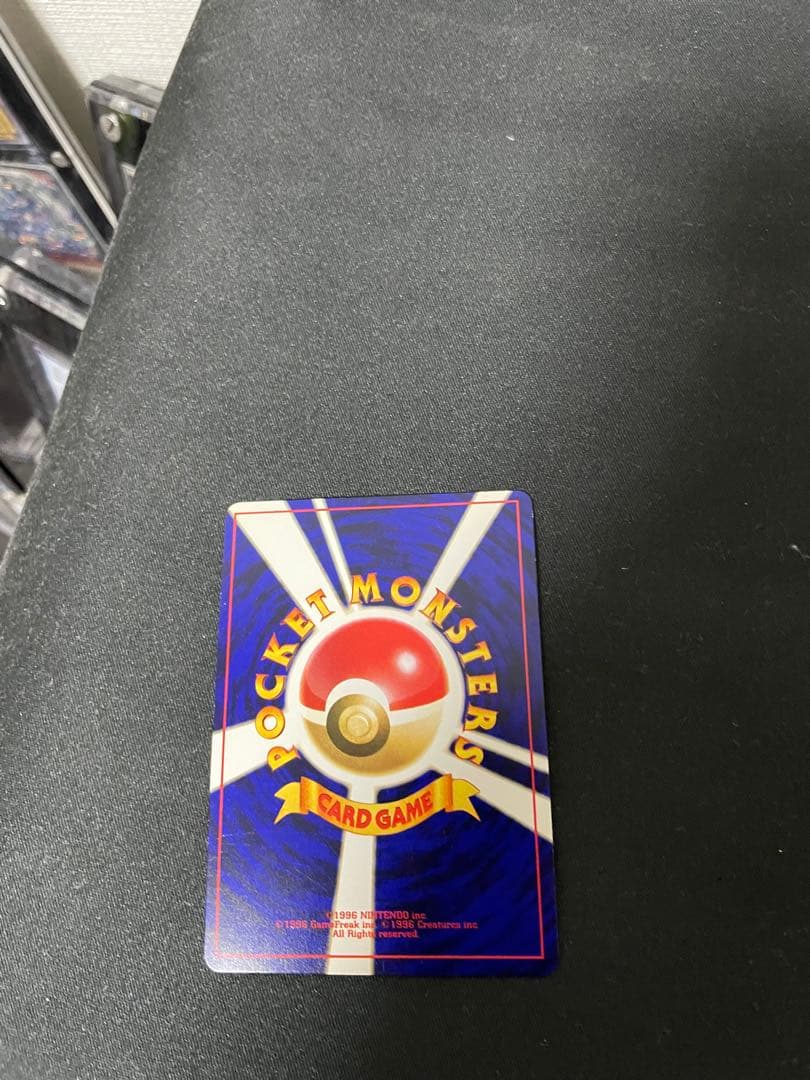 POCKET MONSTERS
CARD GAME
©1996 NINTENDO inc.
©1996 GameFreak inc. ©1996 Creatures inc.
All Rights reserved.